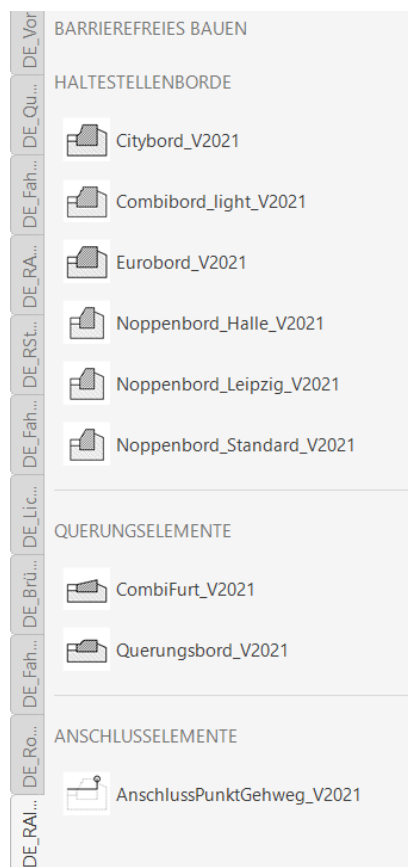 BARRIEREFREIES BAUEN
HALTESTELLENBORDE
Citybord_V2021
Combibord_light_V2021
Eurobord_V2021
Noppenbord_Halle_V2021
Noppenbord_Leipzig_V2021
Noppenbord_Standard_V2021
QUERUNGSELEMENTE
CombiFurt_V2021
Querungsbord_V2021
ANSCHLUSSELEMENTE
AnschlussPunktGehweg_V2021
DE_Vor
DE_Qu...
DE_Fah...
DE_RA...
DE_RSt...
DE_Fah...
DE_Lic...
DE_Brü...
DE_Fah...
DE_Ro...
DE_RAI...